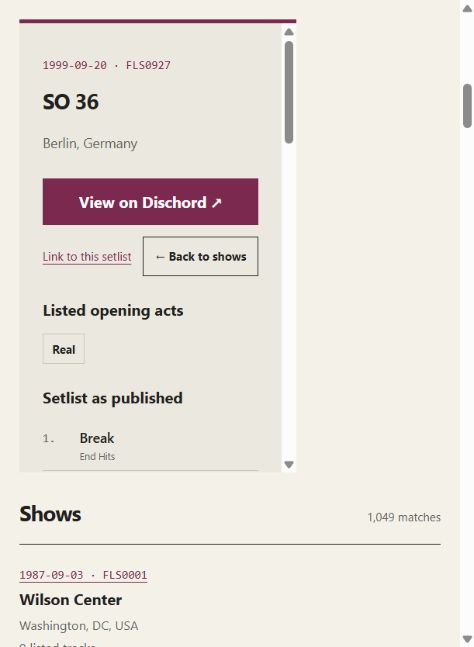 1999-09-20 · FLS0927
SO 36
Berlin, Germany
View on Dischord ↗
Link to this setlist
← Back to shows
Listed opening acts
Real
Setlist as published
1. Break
End Hits
Shows
1,049 matches
1987-09-03 · FLS0001
Wilson Center
Washington, DC, USA
listed tracks